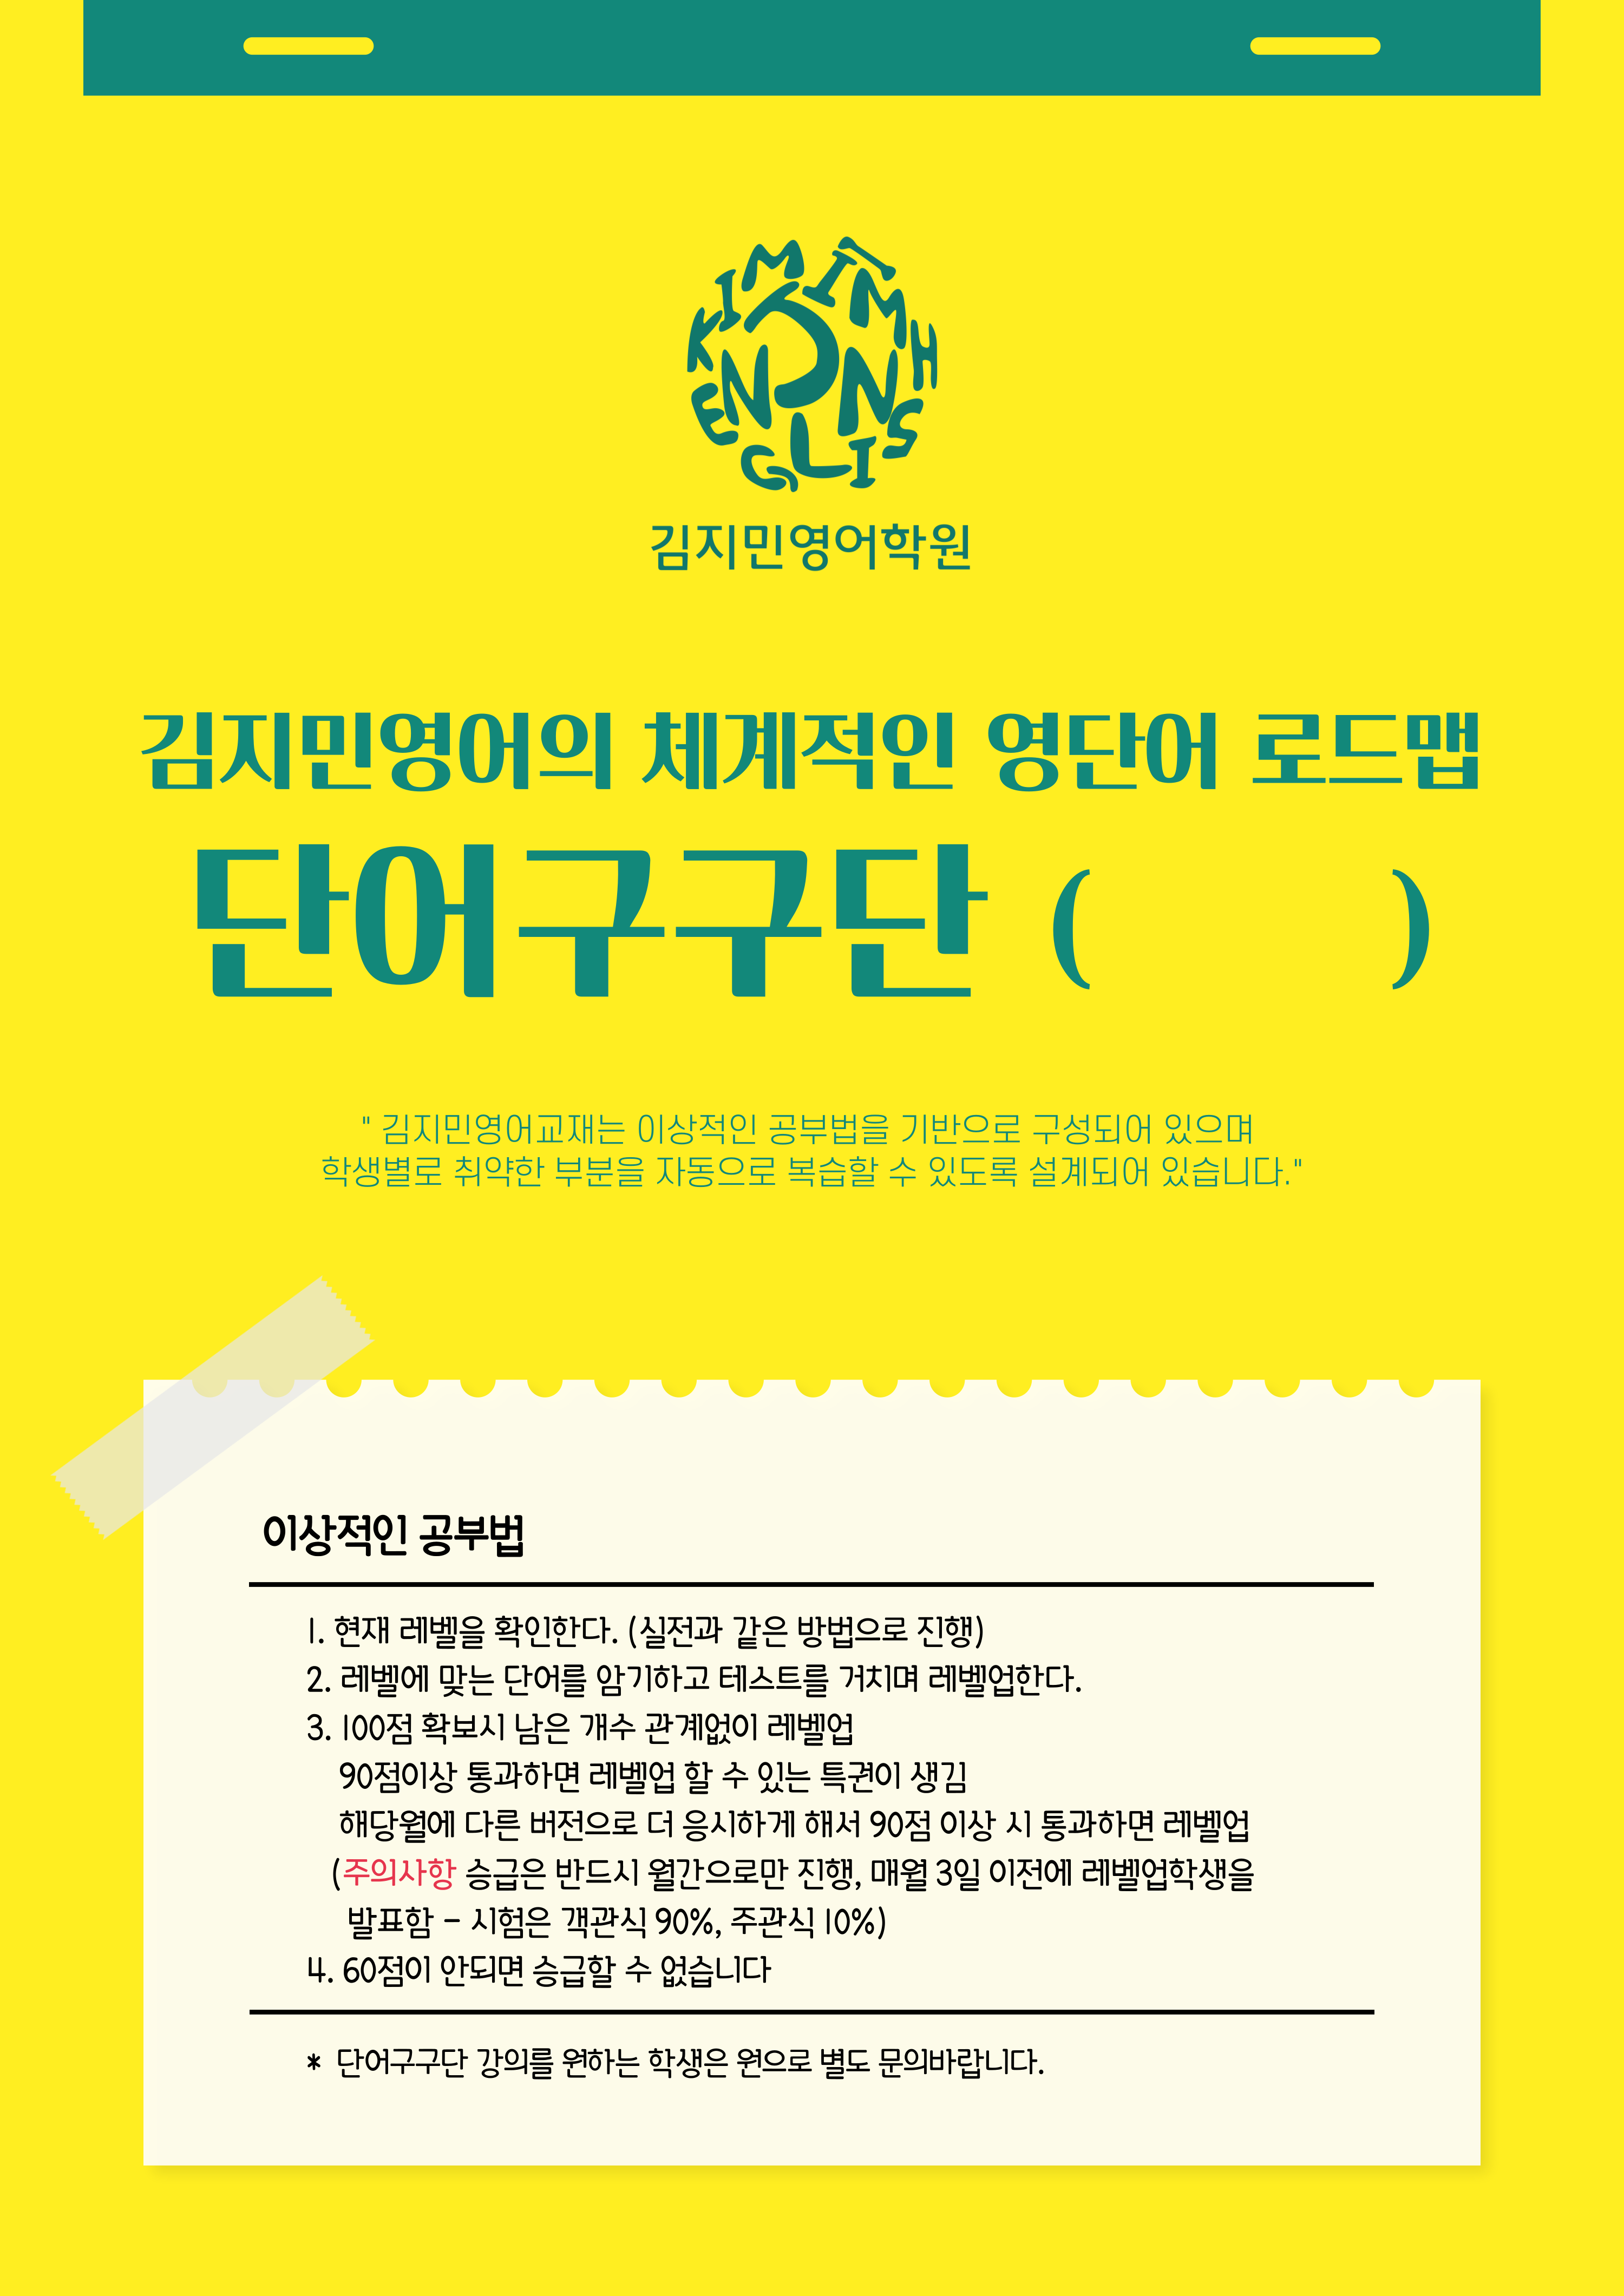 KIM JIMIN ENGLISH
김지민영어학원
김지민영어의 체계적인 영단어 로드맵
단어구구단 ( )
" 김지민영어교재는 이상적인 공부법을 기반으로 구성되어 있으며
학생별로 취약한 부분을 자동으로 복습할 수 있도록 설계되어 있습니다."
이상적인 공부법
1. 현재 레벨을 확인한다. (실전과 같은 방법으로 진행)
2. 레벨에 맞는 단어를 암기하고 테스트를 거치며 레벨업한다.
3. 100점 확보시 남은 개수 관계없이 레벨업
90점이상 통과하면 레벨업 할 수 있는 특권이 생김
해당월에 다른 버전으로 더 응시하게 해서 90점 이상 시 통과하면 레벨업
(주의사항 승급은 반드시 월간으로만 진행, 매월 3일 이전에 레벨업학생을
발표함 - 시험은 객관식 90%, 주관식 10%)
4. 60점이 안되면 승급할 수 없습니다
* 단어구구단 강의를 원하는 학생은 원으로 별도 문의바랍니다.